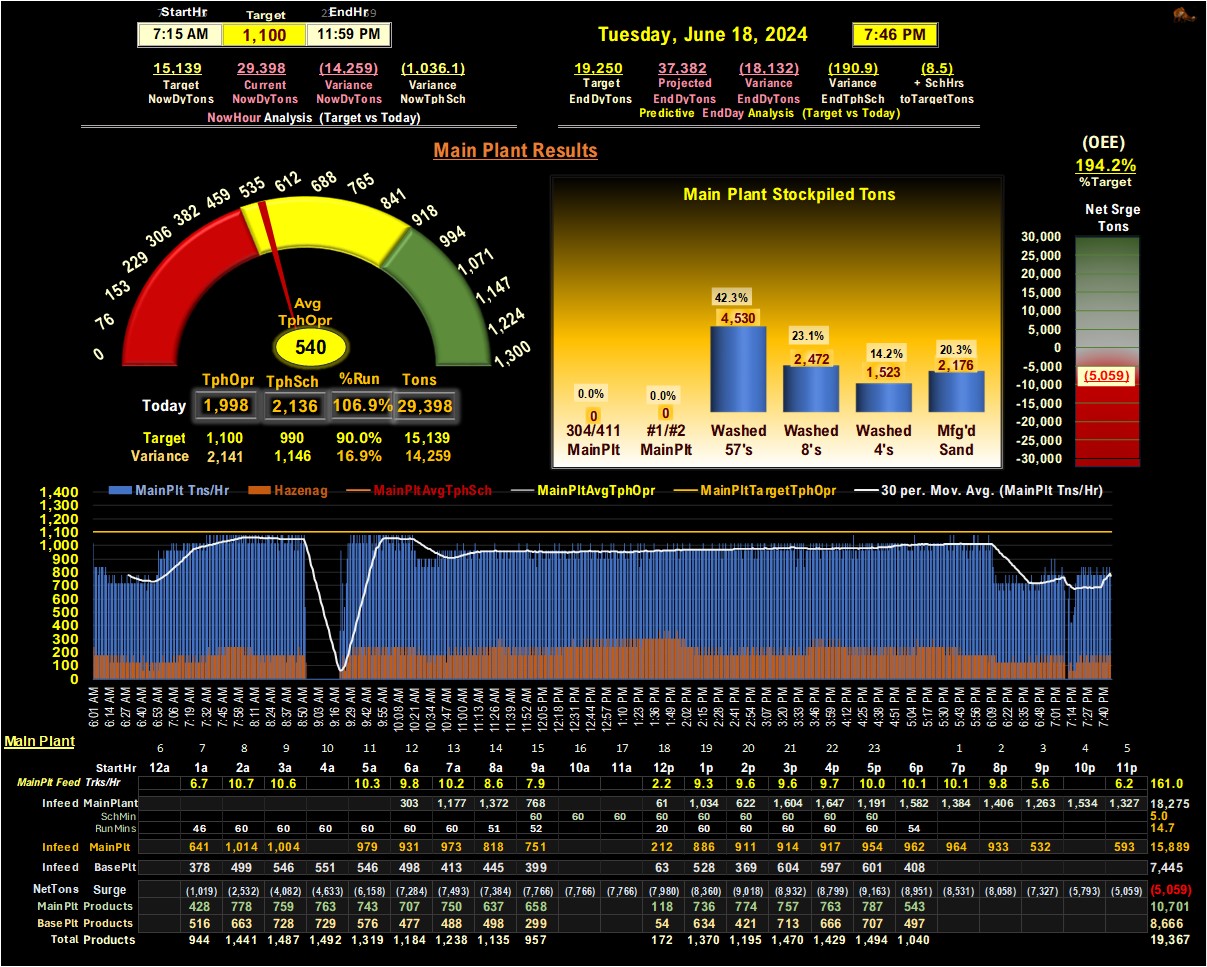 StartHr Target EndHr
7:15 AM 1,100 11:59 PM
Tuesday, June 18, 2024 7:46 PM
15,139 29,398 (14,259) (1,036.1)
Target Current Variance Variance
NowDyTons NowDyTons NowDyTons NowTphSch
NowHour Analysis (Target vs Today)
19,250 37,382 (18,132) (190.9) (8.5)
Target Projected Variance Variance + SchHrs
EndDyTons EndDyTons EndDyTons EndTphSch toTargetTons
Predictive EndDay Analysis (Target vs Today)
Main Plant Results
(OEE)
194.2%
%Target
Net Srge
Tons
30,000
25,000
20,000
15,000
10,000
5,000
0
-5,000
(5,059)
-10,000
-15,000
-20,000
-25,000
-30,000
0 76 153 229 306 382 459 535 612 688 765 841 918 994 1,071 1,147 1,224 1,300
Avg
TphOpr
540
TphOpr TphSch %Run Tons
Today 1,998 2,136 106.9% 29,398
Target 1,100 990 90.0% 15,139
Variance 2,141 1,146 16.9% 14,259
Main Plant Stockpiled Tons
0.0% 0.0% 42.3% 23.1% 14.2% 20.3%
0 0 4,530 2,472 1,523 2,176
304/411 #1/#2 Washed Washed Washed Mfg'd
MainPlt MainPlt 57's 8's 4's Sand
MainPlt Tns/Hr Hazenag MainPltAvgTphSch MainPltAvgTphOpr MainPltTargetTphOpr 30 per. Mov. Avg. (MainPlt Tns/Hr)
1,400
1,300
1,200
1,100
1,000
900
800
700
600
500
400
300
200
100
0
6:01 AM 6:14 AM 6:27 AM 6:40 AM 6:53 AM 7:06 AM 7:19 AM 7:32 AM 7:45 AM 7:58 AM 8:11 AM 8:24 AM 8:37 AM 8:50 AM 9:03 AM 9:16 AM 9:29 AM 9:42 AM 9:55 AM 10:08 AM 10:21 AM 10:34 AM 10:47 AM 11:00 AM 11:13 AM 11:26 AM 11:39 AM 11:52 AM 12:05 PM 12:18 PM 12:31 PM 12:44 PM 12:57 PM 1:10 PM 1:23 PM 1:36 PM 1:49 PM 2:02 PM 2:15 PM 2:28 PM 2:41 PM 2:54 PM 3:07 PM 3:20 PM 3:33 PM 3:46 PM 3:59 PM 4:12 PM 4:25 PM 4:38 PM 4:51 PM 5:04 PM 5:17 PM 5:30 PM 5:43 PM 5:56 PM 6:09 PM 6:22 PM 6:35 PM 6:48 PM 7:01 PM 7:14 PM 7:27 PM 7:40 PM
Main Plant
6 7 8 9 10 11 12 13 14 15 16 17 18 19 20 21 22 23 1 2 3 4 5
StartHr 12a 1a 2a 3a 4a 5a 6a 7a 8a 9a 10a 11a 12p 1p 2p 3p 4p 5p 6p 7p 8p 9p 10p 11p
MainPlt Feed Trks/Hr 6.7 10.7 10.6 10.3 9.8 10.2 8.6 7.9 2.2 9.3 9.6 9.6 9.7 10.0 10.1 10.1 9.8 5.6 6.2 161.0
Infeed MainPlant 303 1,177 1,372 768 61 1,034 622 1,604 1,647 1,191 1,582 1,384 1,406 1,263 1,534 1,327 18,275
SchMin 60 60 60 60 60 60 60 60 60 5.0
RunMins 46 60 60 60 60 60 60 51 52 20 60 60 60 60 60 54 14.7
Infeed MainPlt 641 1,014 1,004 979 931 973 818 751 212 886 911 914 917 954 962 964 933 532 593 15,889
Infeed BasePlt 378 499 546 551 546 498 413 445 399 63 528 369 604 597 601 408 7,445
NetTons Surge (1,019) (2,532) (4,082) (4,633) (6,158) (7,284) (7,493) (7,384) (7,766) (7,766) (7,766) (7,980) (8,360) (9,018) (8,932) (8,799) (9,163) (8,951) (8,531) (8,058) (7,327) (5,793) (5,059) (5,059)
MainPlt Products 428 778 759 763 743 707 750 637 658 118 736 774 757 763 787 543 10,701
BasePlt Products 516 663 728 729 576 477 488 498 298 54 634 421 713 666 707 497 8,666
Total Products 944 1,441 1,487 1,492 1,319 1,184 1,238 1,135 957 172 1,370 1,195 1,470 1,429 1,494 1,040 19,367